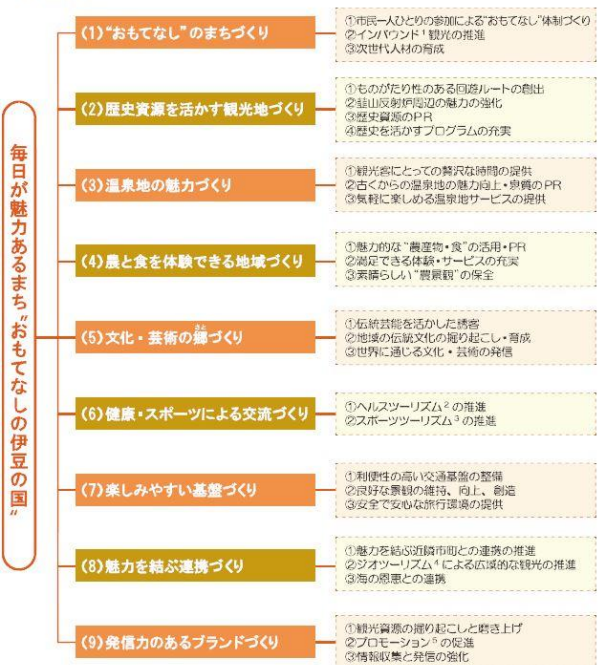 毎日が魅力あるまち“おもてなしの伊豆の国”
(1)“おもてなし”のまちづくり
①市民一人ひとりの参加による“おもてなし”体制づくり
②インバウンド1観光の推進
③次世代人材の育成
(2)歴史資源を活かす観光地づくり
①ものがたり性のある回遊ルートの創出
②韮山反射炉周辺の魅力の強化
③歴史資源のPR
④歴史を活かすプログラムの充実
(3)温泉地の魅力づくり
①観光客にとっての贅沢な時間の提供
②古くからの温泉地の魅力向上・泉質のPR
③気軽に楽しめる温泉地サービスの提供
(4)農と食を体験できる地域づくり
①魅力的な“農産物・食”の活用・PR
②満足できる体験・サービスの充実
③素晴らしい“農景観”の保全
(5)文化・芸術の郷づくり
さと
①伝統芸能を活かした誘客
②地域の伝統文化の掘り起こし・育成
③世界に通じる文化・芸術の発信
(6)健康・スポーツによる交流づくり
①ヘルスツーリズム2の推進
②スポーツツーリズム3の推進
(7)楽しみやすい基盤づくり
①利便性の高い交通基盤の整備
②良好な景観の維持、向上、創造
③安全で安心な旅行環境の提供
(8)魅力を結ぶ連携づくり
①魅力を結ぶ近隣市町との連携の推進
②ジオツーリズム4による広域的な観光の推進
③海の恩恵との連携
(9)発信力のあるブランドづくり
①観光資源の掘り起こしと磨き上げ
②プロモーション5の促進
③情報収集と発信の強化